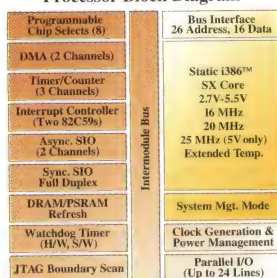 Processor Block Diagram
Programmable
Chip Selects (8)
DMA (2 Channels)
Timer/Counter
(3 Channels)
Interrupt Controller
(Two 82C59s)
Async. SIO
(2 Channels)
Sync. SIO
Full Duplex
DRAM/PSRAM
Refresh
Watchdog Timer
(H/W, S/W)
JTAG Boundary Scan
Intermodule Bus
Bus Interface
26 Address, 16 Data
Static i386™
SX Core
2.7V-5.5V
16 MHz
20 MHz
25 MHz (5V only)
Extended Temp.
System Mgt. Mode
Clock Generation &
Power Management
Parallel I/O
(Up to 24 Lines)